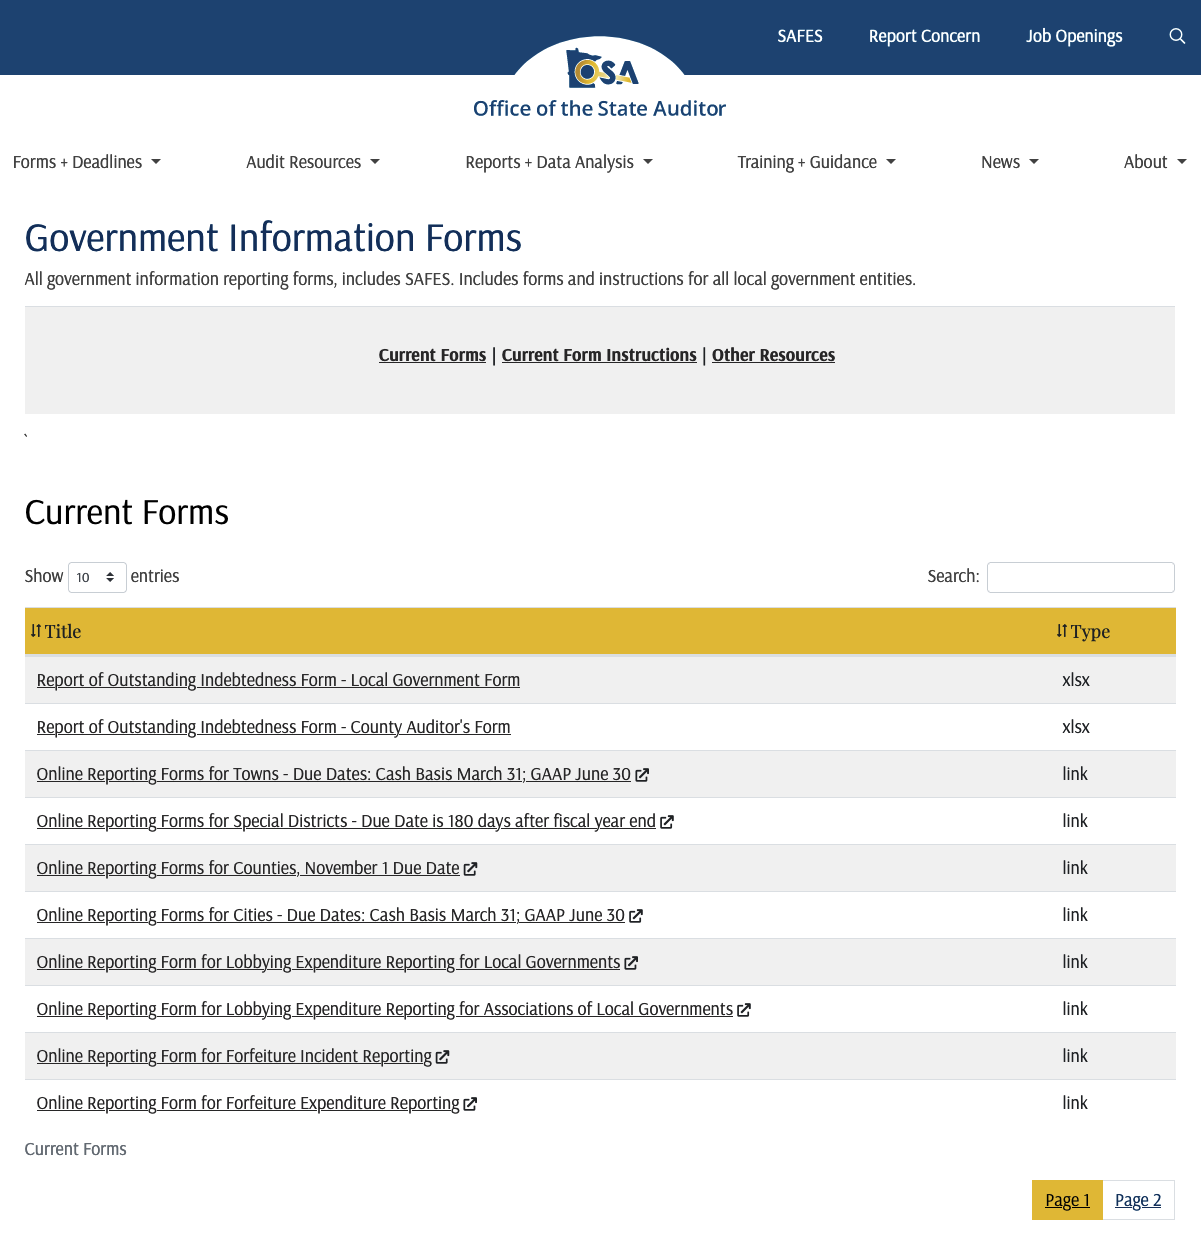 SAFES Report Concern Job Openings
OSA
Office of the State Auditor
Forms + Deadlines Audit Resources Reports + Data Analysis Training + Guidance News About
Government Information Forms
All government information reporting forms, includes SAFES. Includes forms and instructions for all local government entities.
Current Forms | Current Form Instructions | Other Resources
`
Current Forms
Show 10 entries Search:
Title Type
Report of Outstanding Indebtedness Form - Local Government Form xlsx
Report of Outstanding Indebtedness Form - County Auditor's Form xlsx
Online Reporting Forms for Towns - Due Dates: Cash Basis March 31; GAAP June 30 link
Online Reporting Forms for Special Districts - Due Date is 180 days after fiscal year end link
Online Reporting Forms for Counties, November 1 Due Date link
Online Reporting Forms for Cities - Due Dates: Cash Basis March 31; GAAP June 30 link
Online Reporting Form for Lobbying Expenditure Reporting for Local Governments link
Online Reporting Form for Lobbying Expenditure Reporting for Associations of Local Governments link
Online Reporting Form for Forfeiture Incident Reporting link
Online Reporting Form for Forfeiture Expenditure Reporting link
Current Forms
Page 1 Page 2